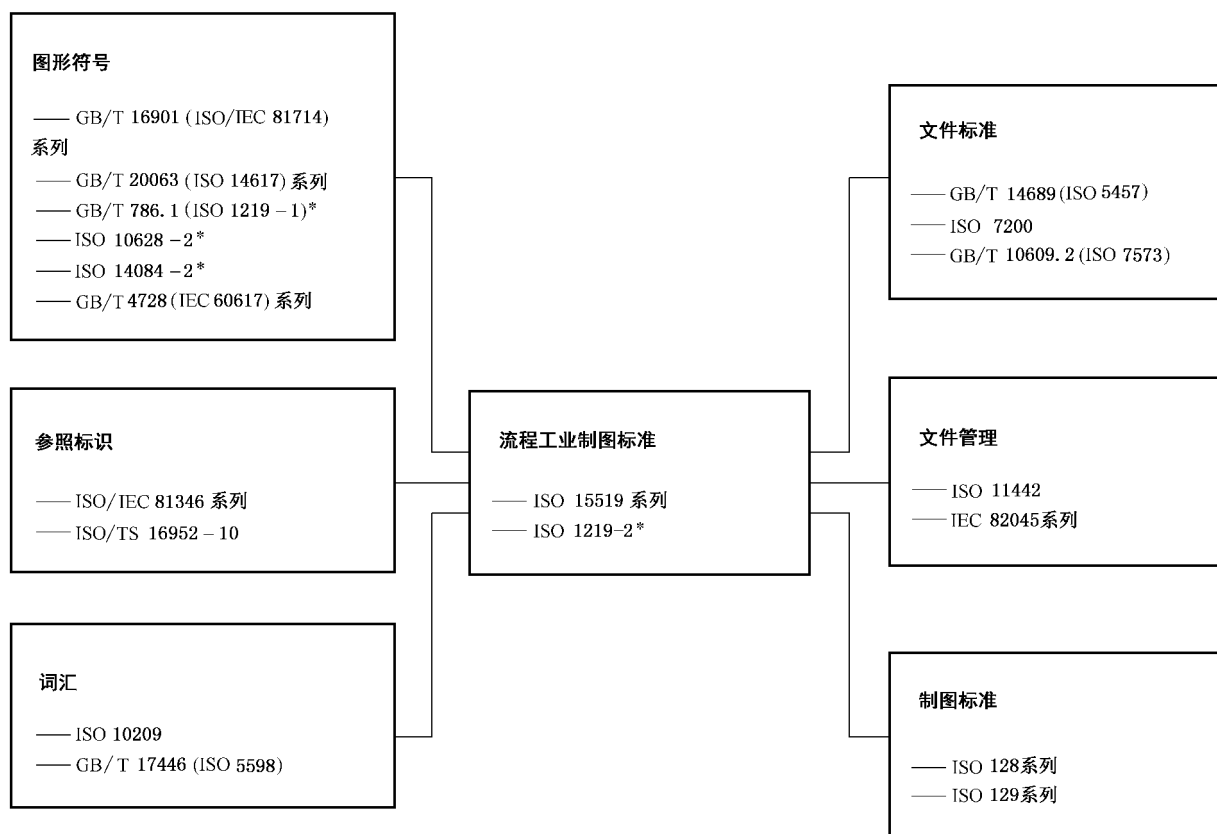 图形符号
—— GB/T 16901 (ISO/IEC 81714)
系列
—— GB/T 20063 (ISO 14617) 系列
—— GB/T 786.1 (ISO 1219-1)*
—— ISO 10628-2*
—— ISO 14084-2*
—— GB/T 4728 (IEC 60617) 系列
参照标识
—— ISO/IEC 81346 系列
—— ISO/TS 16952-10
词汇
—— ISO 10209
—— GB/T 17446 (ISO 5598)
流程工业制图标准
—— ISO 15519 系列
—— ISO 1219-2*
文件标准
—— GB/T 14689 (ISO 5457)
—— ISO 7200
—— GB/T 10609.2 (ISO 7573)
文件管理
—— ISO 11442
—— IEC 82045系列
制图标准
—— ISO 128系列
—— ISO 129系列